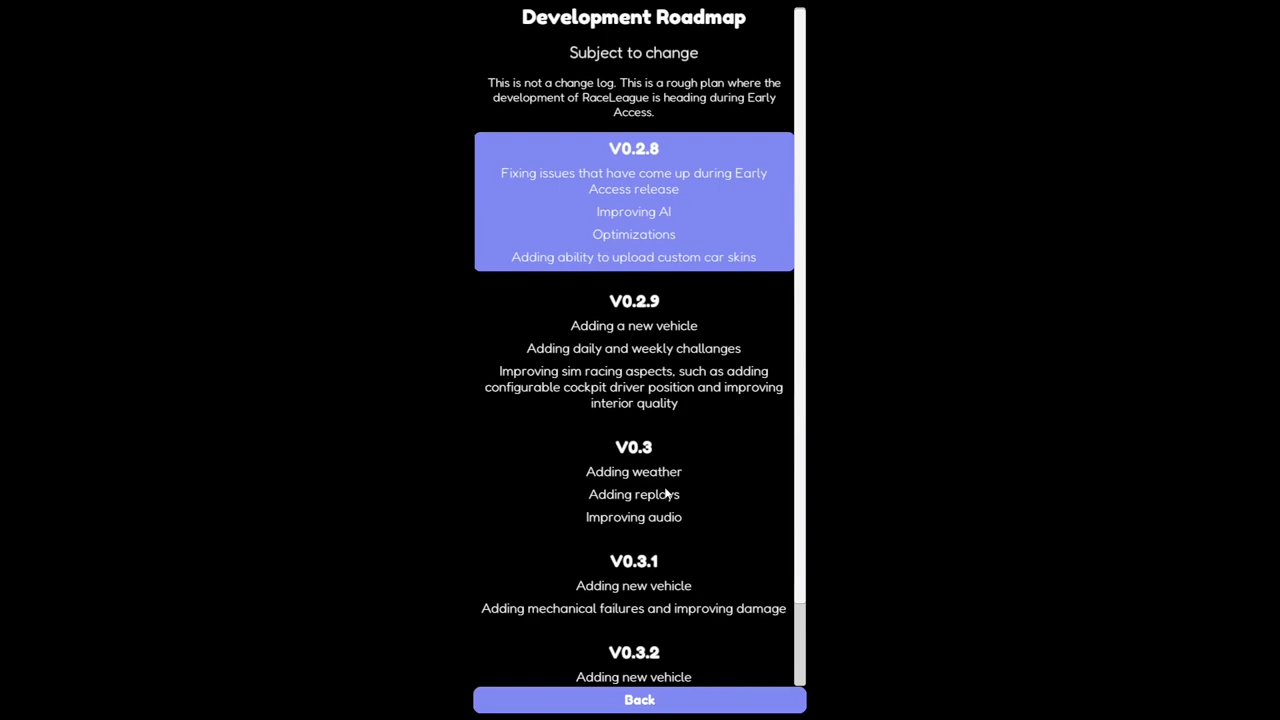 Development Roadmap
Subject to change
This is not a change log. This is a rough plan where the
development of RaceLeague is heading during Early
Access.
V0.2.8
Fixing issues that have come up during Early
Access release
Improving AI
Optimizations
Adding ability to upload custom car skins
V0.2.9
Adding a new vehicle
Adding daily and weekly challanges
Improving sim racing aspects, such as adding
configurable cockpit driver position and improving
interior quality
V0.3
Adding weather
Adding replays
Improving audio
V0.3.1
Adding new vehicle
Adding mechanical failures and improving damage
V0.3.2
Adding new vehicle
Back